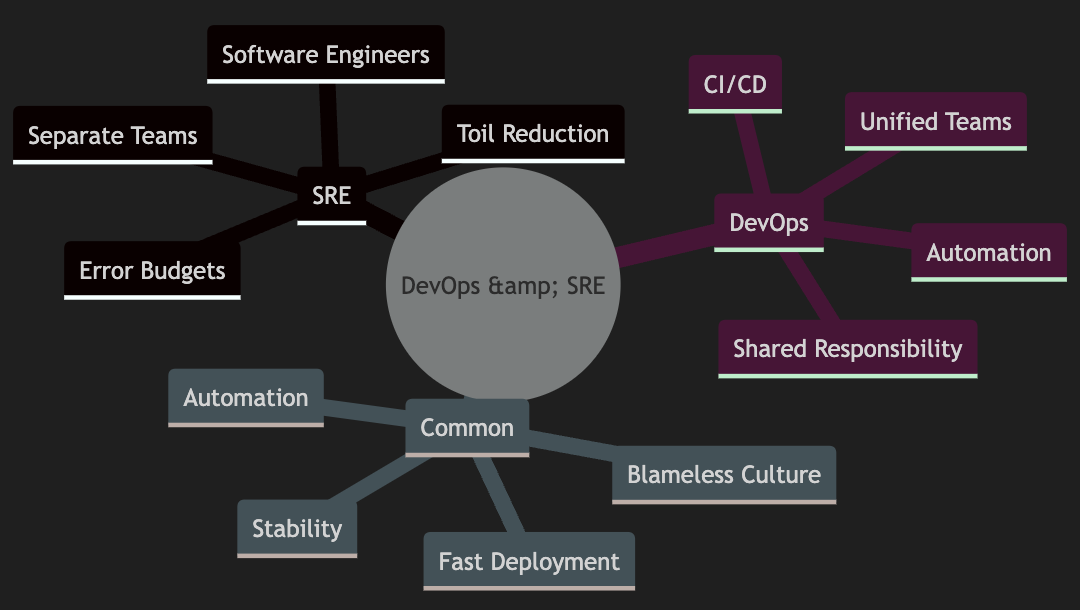 Software Engineers
Separate Teams
Toil Reduction
SRE
Error Budgets
CI/CD
Unified Teams
DevOps
Automation
Shared Responsibility
DevOps &amp; SRE
Automation
Common
Blameless Culture
Stability
Fast Deployment